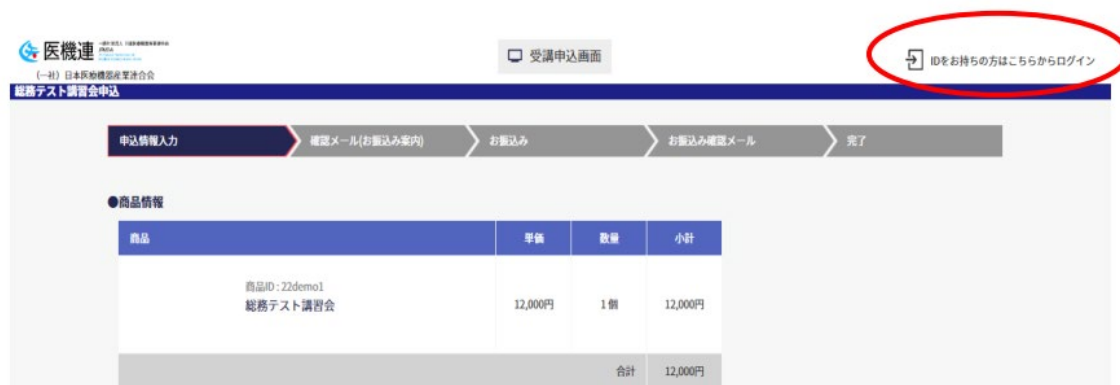 医機連
(一社) 日本医療機器産業連合会
受講申込画面
IDをお持ちの方はこちらからログイン
総務テスト講習会申込
申込情報入力
確認メール(お振込み案内)
お振込み
お振込み確認メール
完了
●商品情報
商品 単価 数量 小計
商品ID : 22demo1
総務テスト講習会 12,000円 1 個 12,000円
合計 12,000円